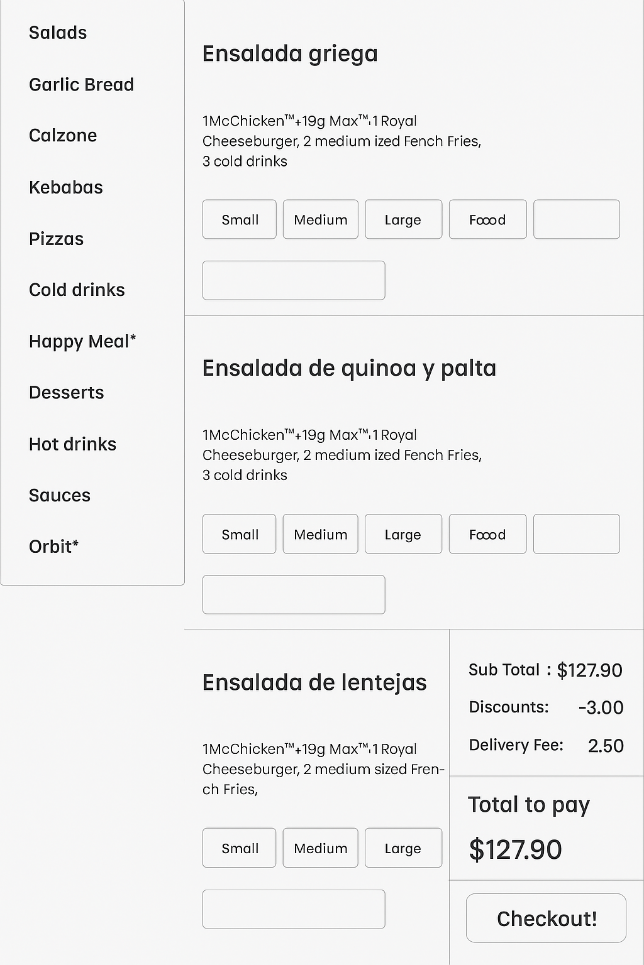 Salads
Garlic Bread
Calzone
Kebabas
Pizzas
Cold drinks
Happy Meal*
Desserts
Hot drinks
Sauces
Orbit*
Ensalada griega
1McChicken™+19g Max™·1 Royal
Cheeseburger, 2 medium ized Fench Fries,
3 cold drinks
Small Medium Large Foood
Ensalada de quinoa y palta
1McChicken™+19g Max™·1 Royal
Cheeseburger, 2 medium ized Fench Fries,
3 cold drinks
Small Medium Large Foood
Ensalada de lentejas
1McChicken™+19g Max™·1 Royal
Cheeseburger, 2 medium sized Fren-
ch Fries,
Small Medium Large
Sub Total : $127.90
Discounts: -3.00
Delivery Fee: 2.50
Total to pay
$127.90
Checkout!